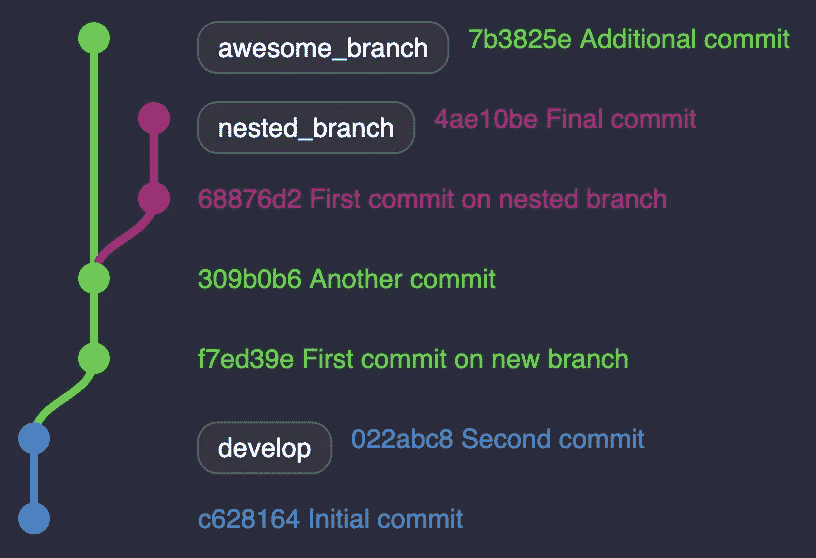 awesome_branch 7b3825e Additional commit
nested_branch 4ae10be Final commit
68876d2 First commit on nested branch
309b0b6 Another commit
f7ed39e First commit on new branch
develop 022abc8 Second commit
c628164 Initial commit